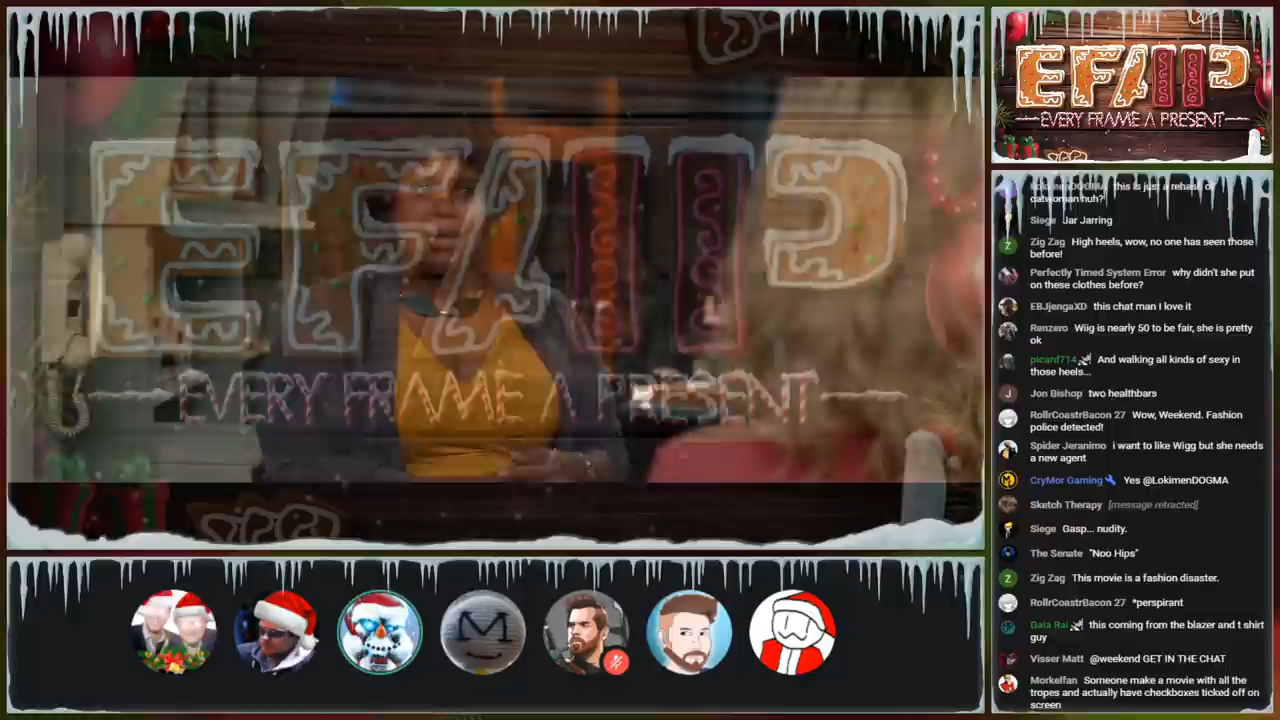 EFAP
EVERY FRAME A PRESENT
EFAP
EVERY FRAME A PRESENT
M
this is just a rehash of
catwoman huh?
Siege Jar Jarring
Z Zig Zag High heels, wow, no one has seen those
before!
Perfectly Timed System Error why didn't she put
on these clothes before?
EBJjengaXD this chat man I love it
Renzero Wiig is nearly 50 to be fair, she is pretty
ok
picard714 And walking all kinds of sexy in
those heels...
J Jon Bishop two healthbars
RollrCoastrBacon 27 Wow, Weekend. Fashion
police detected!
Spider Jeranimo i want to like Wigg but she needs
a new agent
CryMor Gaming Yes @LokimenDOGMA
Sketch Therapy [message retracted]
Siege Gasp... nudity.
The Senate "Noo Hips"
Z Zig Zag This movie is a fashion disaster.
RollrCoastrBacon 27 *perspirant
Gaia Rai this coming from the blazer and t shirt
guy
Visser Matt @weekend GET IN THE CHAT
Morkelfan Someone make a movie with all the
tropes and actually have checkboxes ticked off on
screen